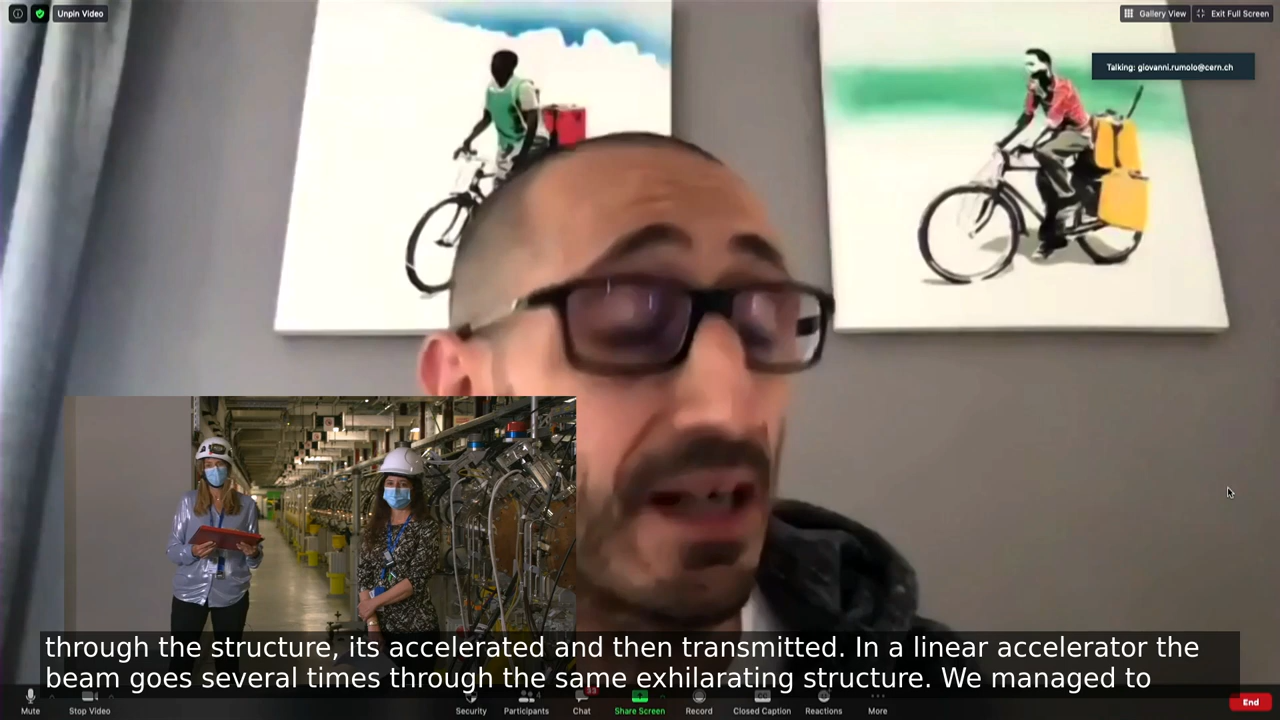 Unpin Video
Gallery View
Exit Full Screen
Talking: giovanni.rumolo@cern.ch
through the structure, its accelerated and then transmitted. In a linear accelerator the
beam goes several times through the same exhilarating structure. We managed to
Mute
Stop Video
Security
Participants
4
Chat
Share Screen
Record
CC
Closed Caption
Reactions
More
End